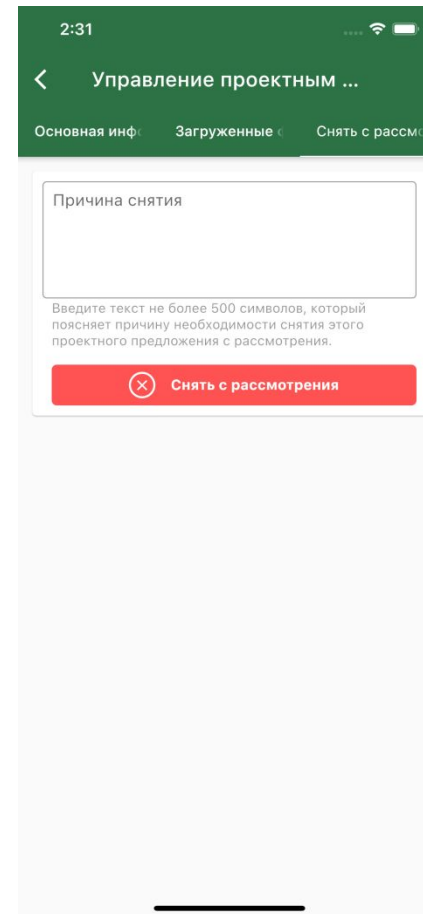 2:31
Управление проектным ...
Основная инф
Загруженные
Снять с рассм
Причина снятия
Введите текст не более 500 символов, который
поясняет причину необходимости снятия этого
проектного предложения с рассмотрения.
Снять с рассмотрения